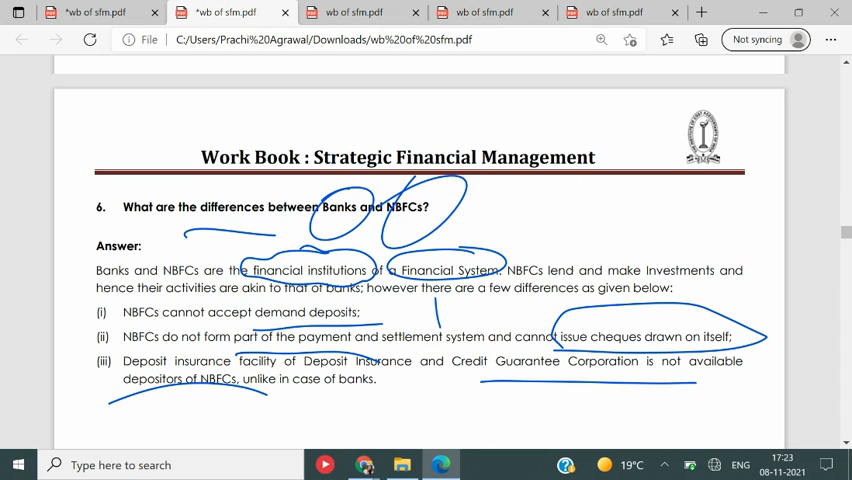 *wb of sfm.pdf
*wb of sfm.pdf
wb of sfm.pdf
wb of sfm.pdf
wb of sfm.pdf
File
C:/Users/Prachi%20Agrawal/Downloads/wb%20of%20sfm.pdf
Not syncing
Work Book : Strategic Financial Management
6. What are the differences between Banks and NBFCs?
Answer:
Banks and NBFCs are the financial institutions of a Financial System. NBFCs lend and make Investments and
hence their activities are akin to that of banks; however there are a few differences as given below:
(i) NBFCs cannot accept demand deposits;
(ii) NBFCs do not form part of the payment and settlement system and cannot issue cheques drawn on itself;
(iii) Deposit insurance facility of Deposit Insurance and Credit Guarantee Corporation is not available
depositors of NBFCs, unlike in case of banks.
Type here to search
19°C
ENG
17:23
08-11-2021